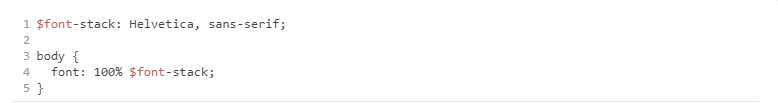 1 $font-stack: Helvetica, sans-serif;
2
3 body {
4   font: 100% $font-stack;
5 }